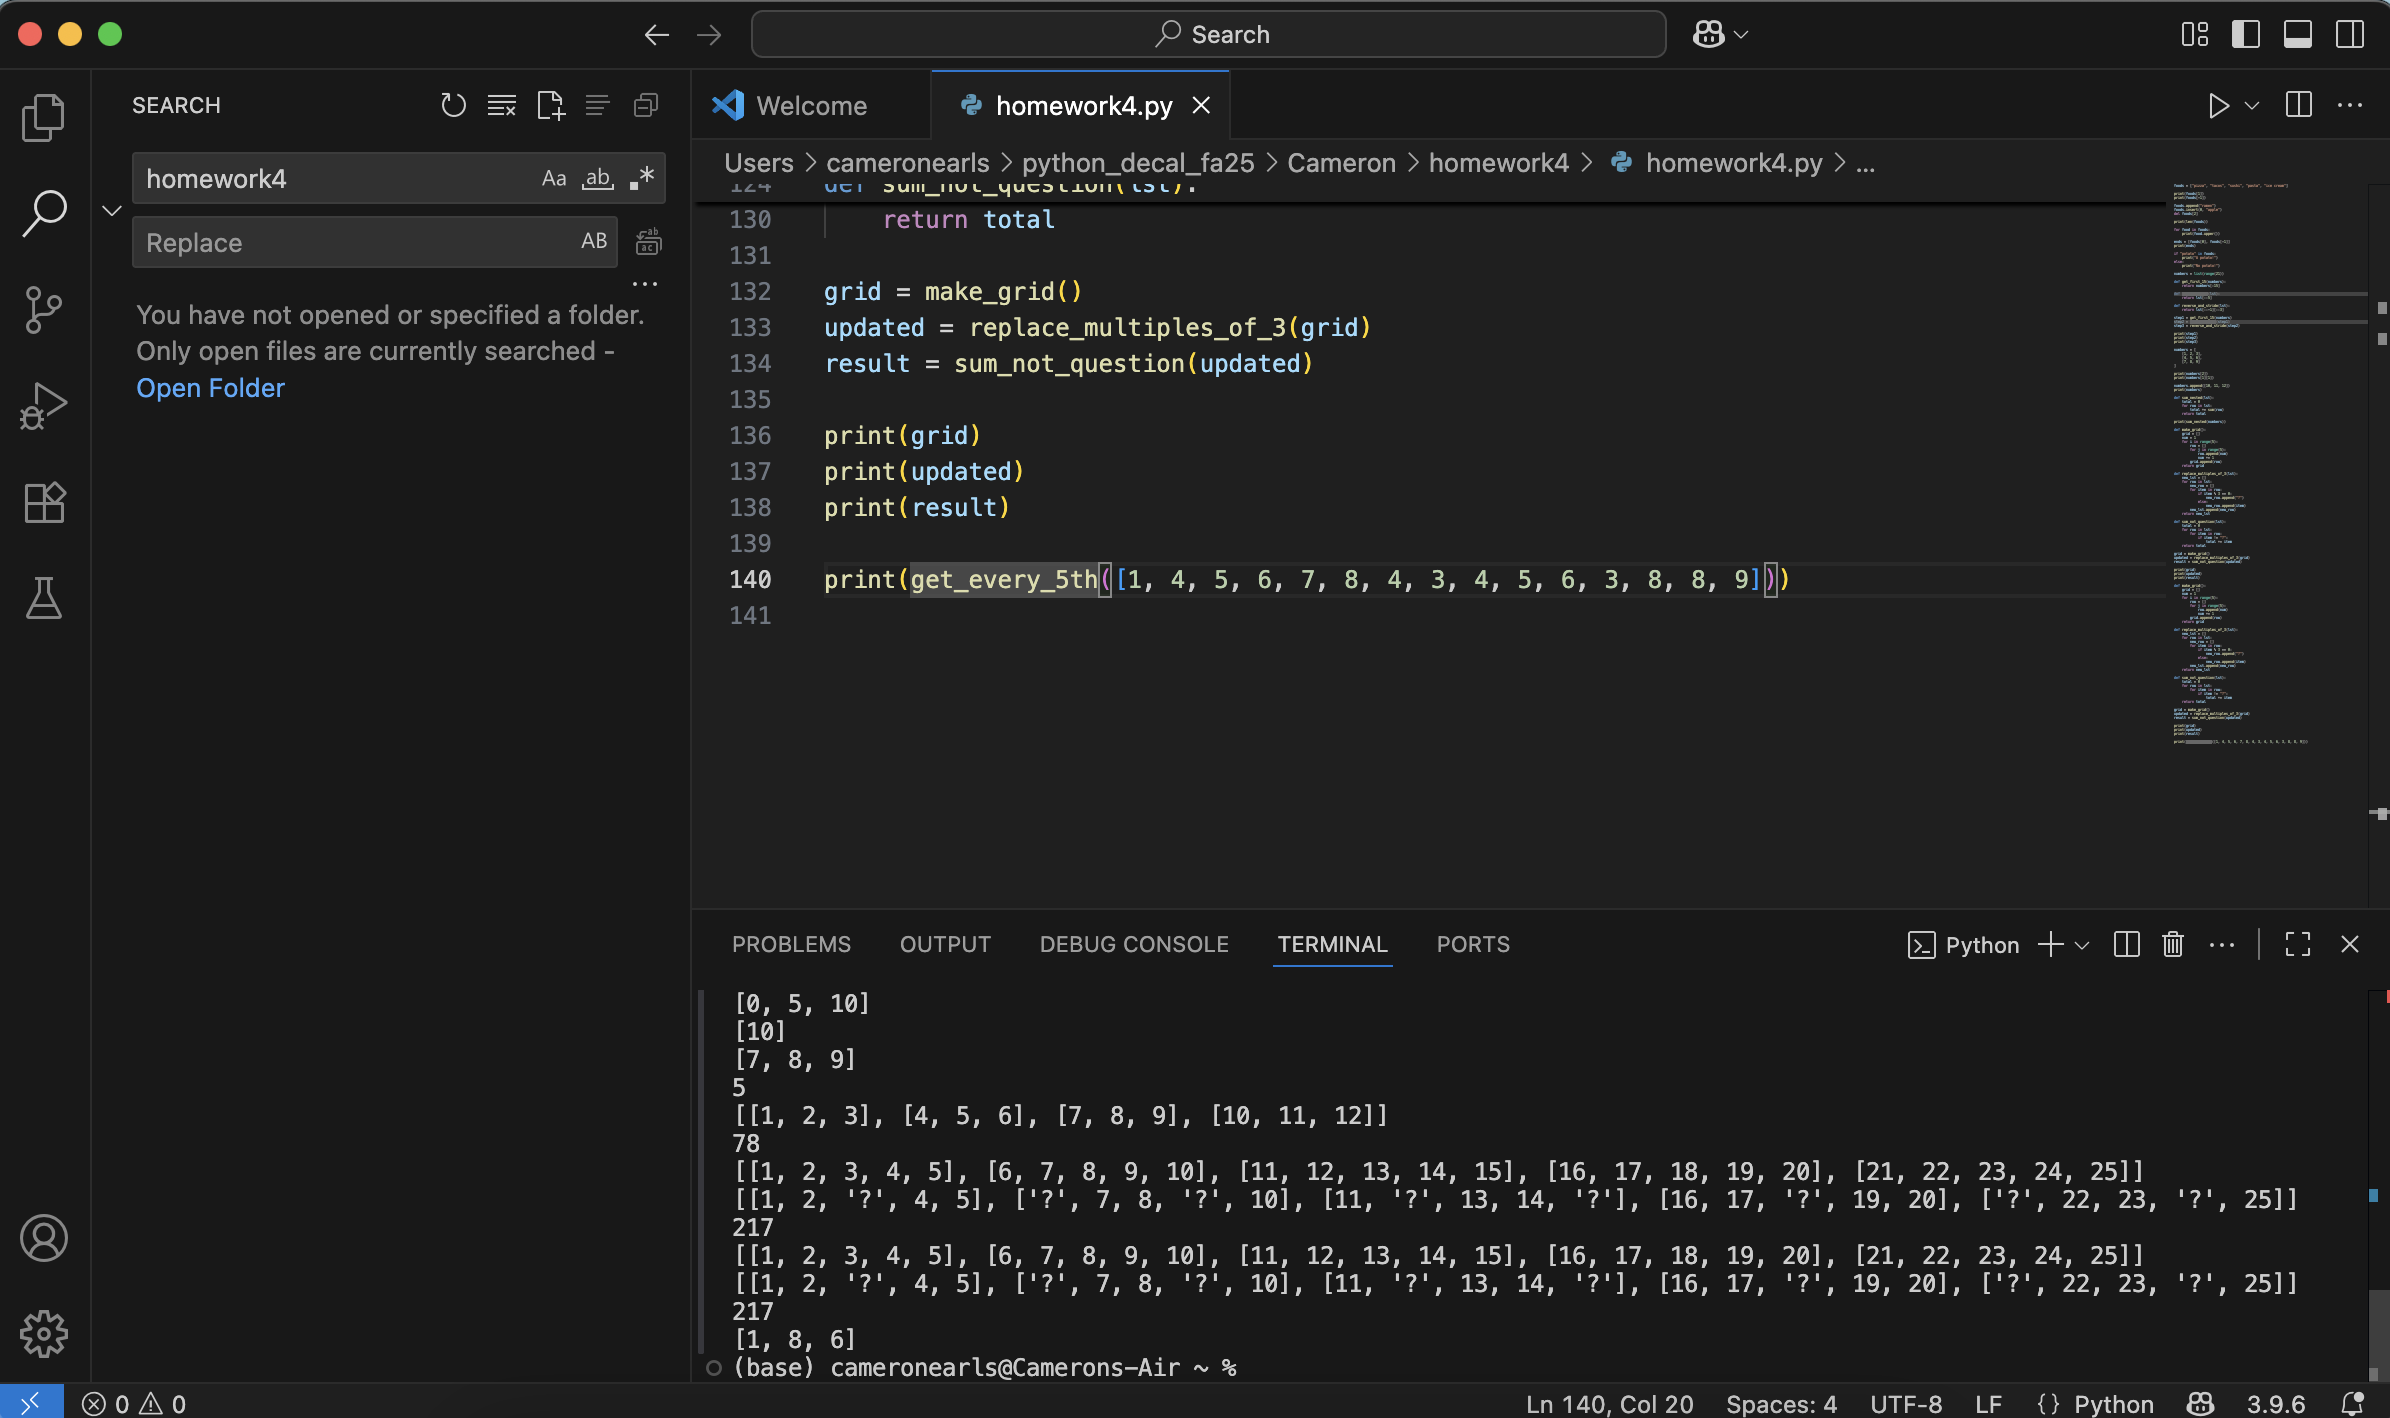 Search
SEARCH
homework4
Aa ab .*
Replace
AB
You have not opened or specified a folder.
Only open files are currently searched -
Open Folder
Welcome
homework4.py
Users > cameronearls > python_decal_fa25 > Cameron > homework4 > homework4.py > ...
124 def sum_not_question(lst):
130 return total
131
132 grid = make_grid()
133 updated = replace_multiples_of_3(grid)
134 result = sum_not_question(updated)
135
136 print(grid)
137 print(updated)
138 print(result)
139
140 print(get_every_5th([1, 4, 5, 6, 7, 8, 4, 3, 4, 5, 6, 3, 8, 8, 9]))
141
PROBLEMS OUTPUT DEBUG CONSOLE TERMINAL PORTS
Python
[0, 5, 10]
[10]
[7, 8, 9]
5
[[1, 2, 3], [4, 5, 6], [7, 8, 9], [10, 11, 12]]
78
[[1, 2, 3, 4, 5], [6, 7, 8, 9, 10], [11, 12, 13, 14, 15], [16, 17, 18, 19, 20], [21, 22, 23, 24, 25]]
[[1, 2, '?', 4, 5], ['?', 7, 8, '?', 10], [11, '?', 13, 14, '?'], [16, 17, '?', 19, 20], ['?', 22, 23, '?', 25]]
217
[[1, 2, 3, 4, 5], [6, 7, 8, 9, 10], [11, 12, 13, 14, 15], [16, 17, 18, 19, 20], [21, 22, 23, 24, 25]]
[[1, 2, '?', 4, 5], ['?', 7, 8, '?', 10], [11, '?', 13, 14, '?'], [16, 17, '?', 19, 20], ['?', 22, 23, '?', 25]]
217
[1, 8, 6]
(base) cameronearls@Camerons-Air ~ %
0 0
Ln 140, Col 20 Spaces: 4 UTF-8 LF {} Python 3.9.6